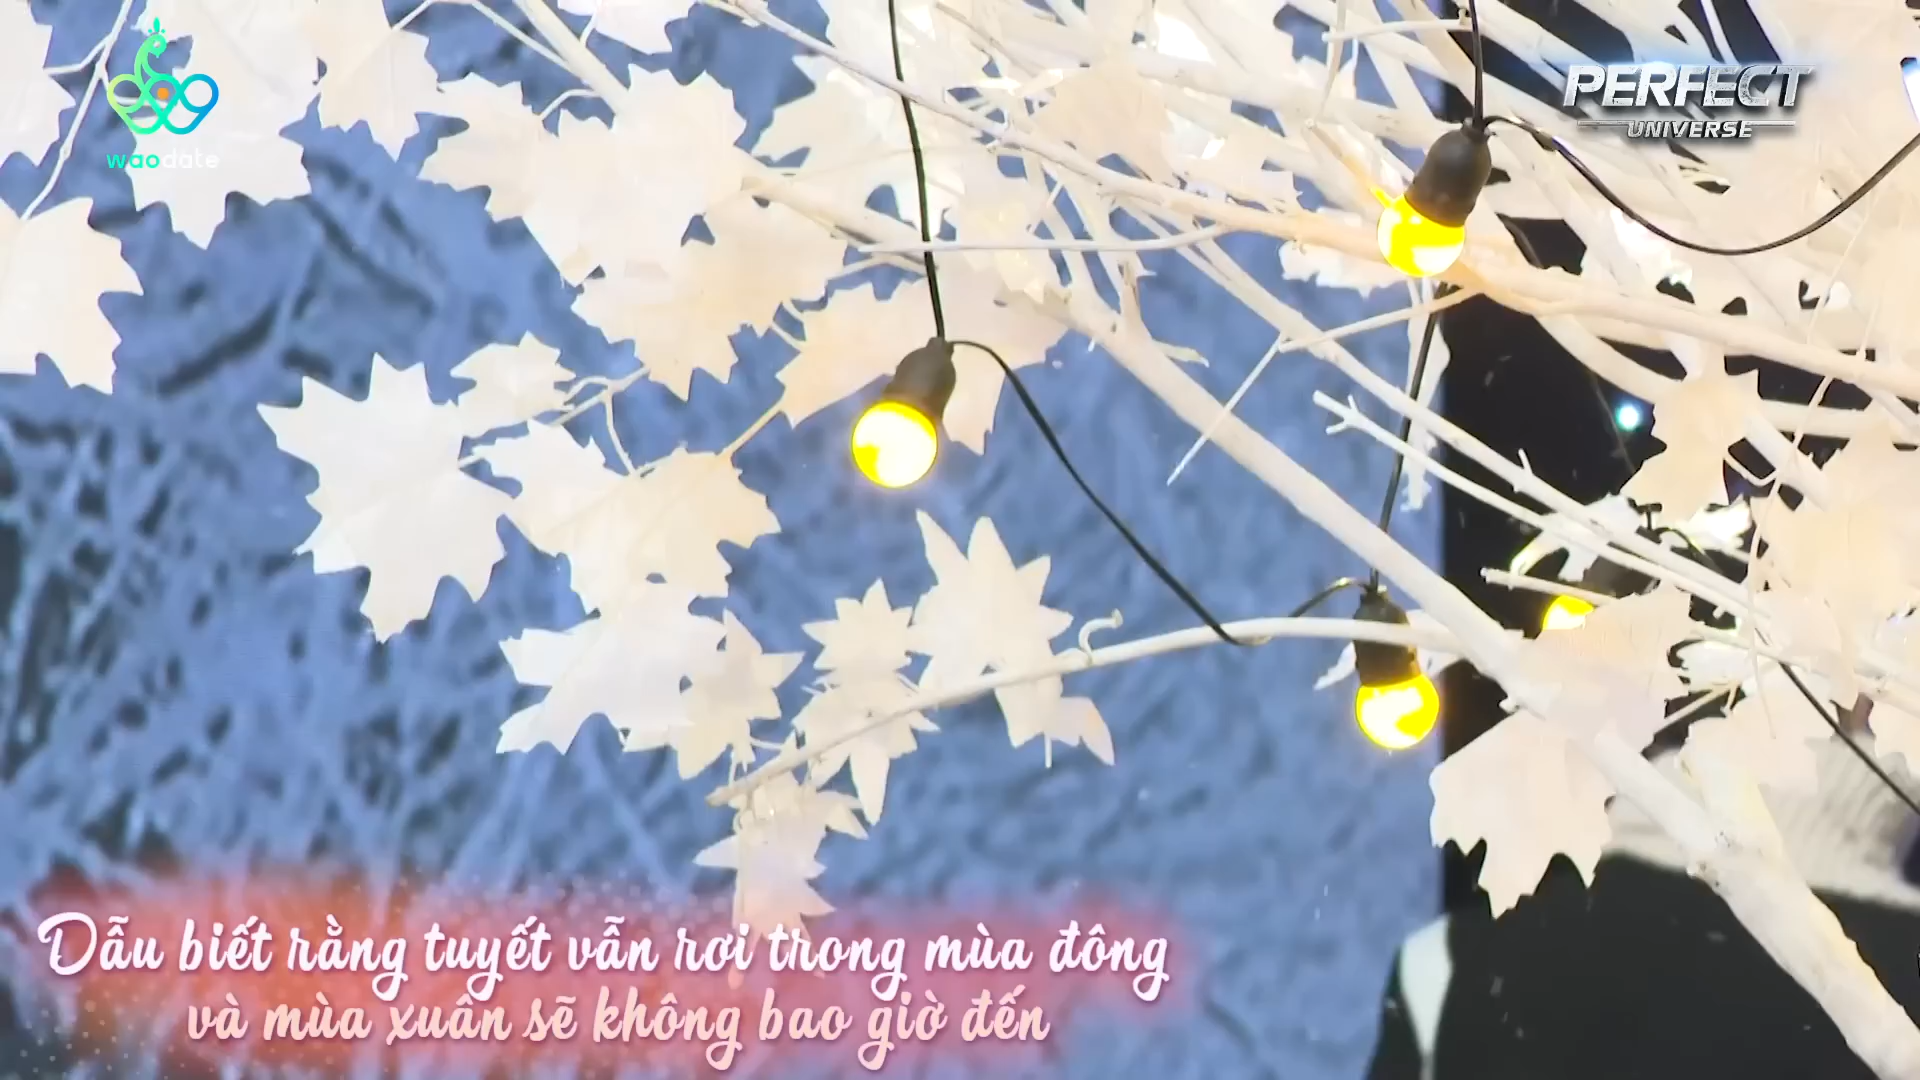 waodate
PERFECT
UNIVERSE
Dẫu biết rằng tuyết vẫn rơi trong mùa đông
và mùa xuân sẽ không bao giờ đến